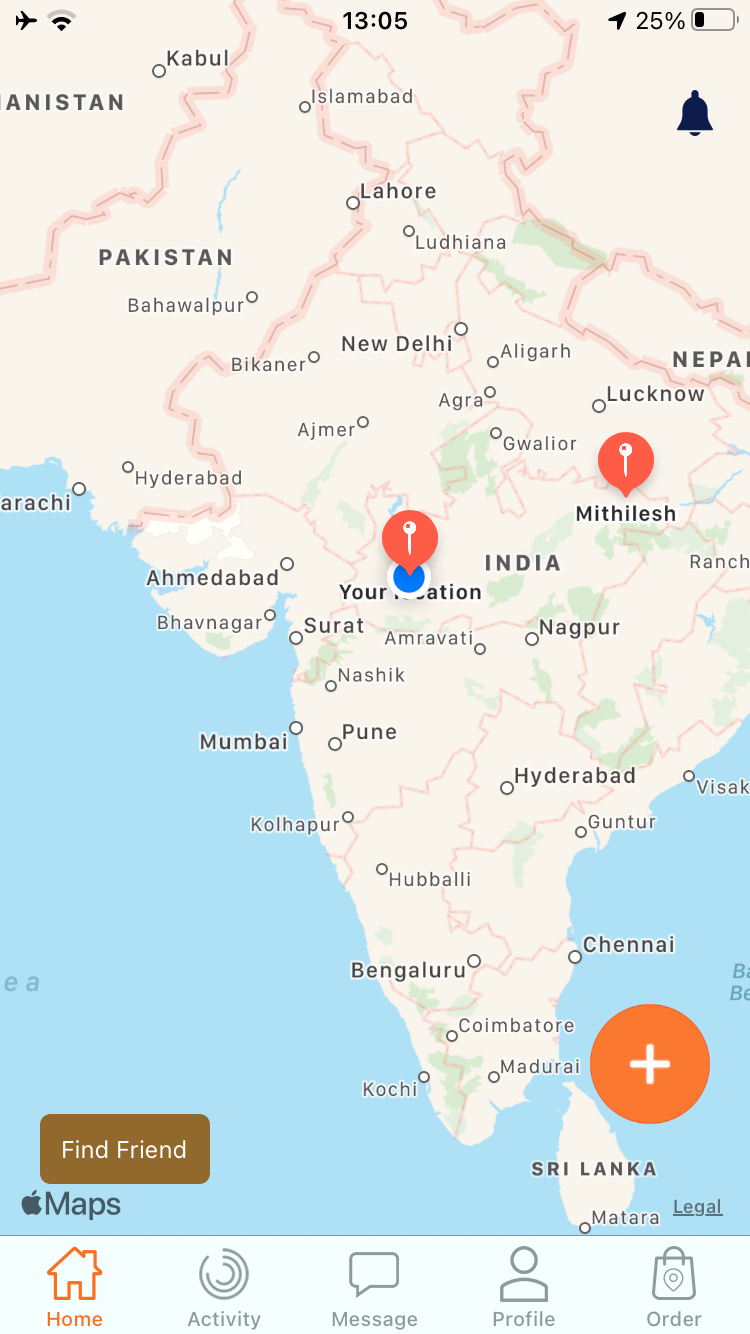 13:05
25%
Kabul
ANISTAN
Islamabad
Lahore
Ludhiana
PAKISTAN
Bahawalpur
New Delhi
Aligarh
NEPA
Bikaner
Agra
Lucknow
Ajmer
Gwalior
Hyderabad
arachi
Mithilesh
INDIA
Ranch
Ahmedabad
Your location
Bhavnagar
Surat
Amravati
Nagpur
Nashik
Mumbai
Pune
Hyderabad
Visak
Kolhapur
Guntur
Hubballi
Chennai
Bengaluru
e a
Ba
Be
Coimbatore
Madurai
Kochi
Find Friend
SRI LANKA
Maps
Legal
Matara
Home
Activity
Message
Profile
Order